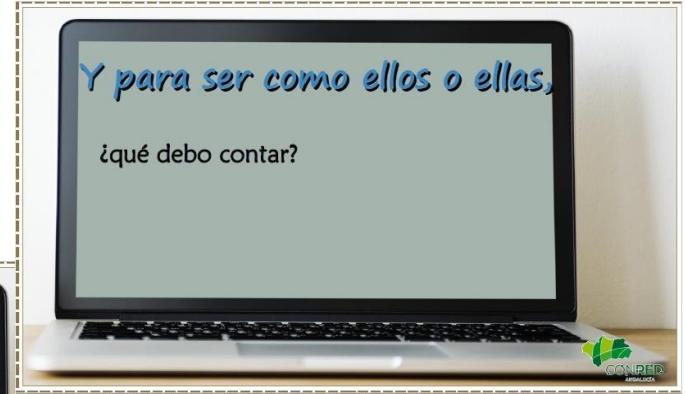 Y para ser como ellos o ellas,
¿qué debo contar?
CONRED
ANDALUCÍA